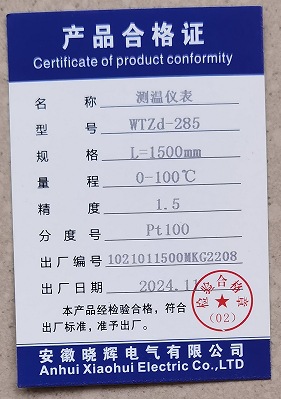 产品合格证
Certificate of product conformity
名 称 测温仪表
型 号 WTZd-285
规 格 L=1500mm
量 程 0-100℃
精 度 1.5
分 度 号 Pt100
出厂编号 1021011500MKG2208
出厂日期 2024.11
检验合格章
(02)
本产品经检验合格，符合
出厂标准，准予出厂。
安徽晓辉电气有限公司
Anhui Xiaohui Electric Co.,LTD